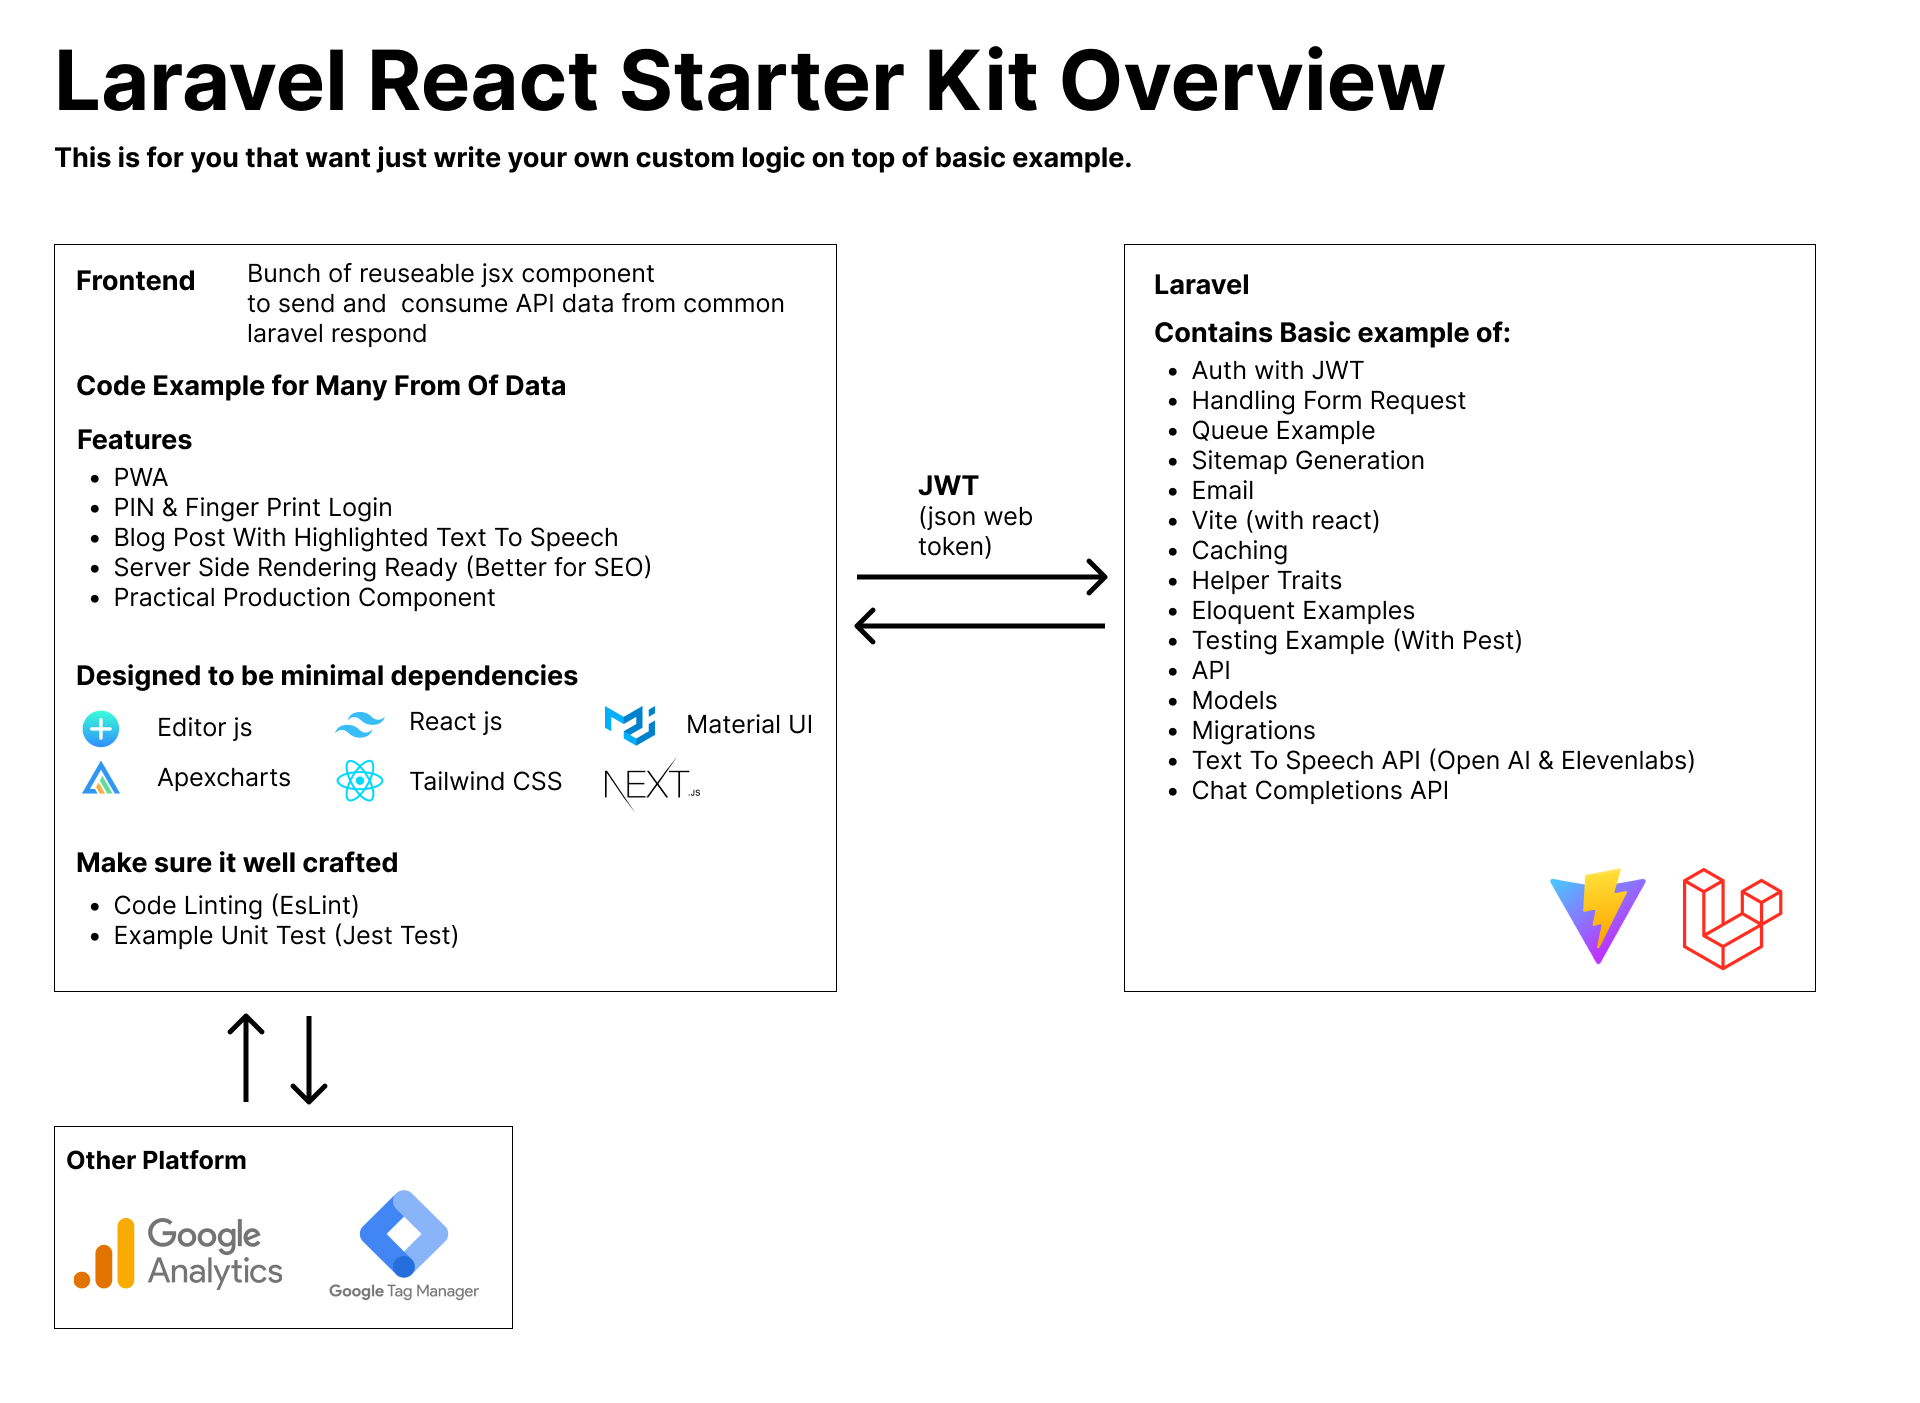 Laravel React Starter Kit Overview
This is for you that want just write your own custom logic on top of basic example.
Frontend
Bunch of reuseable jsx component
to send and  consume API data from common
laravel respond
Code Example for Many From Of Data
Features
• PWA
• PIN & Finger Print Login
• Blog Post With Highlighted Text To Speech
• Server Side Rendering Ready (Better for SEO)
• Practical Production Component
Designed to be minimal dependencies
Editor js
React js
Material UI
Apexcharts
Tailwind CSS
NEXT.JS
Make sure it well crafted
• Code Linting (EsLint)
• Example Unit Test (Jest Test)
JWT
(json web
token)
Laravel
Contains Basic example of:
• Auth with JWT
• Handling Form Request
• Queue Example
• Sitemap Generation
• Email
• Vite (with react)
• Caching
• Helper Traits
• Eloquent Examples
• Testing Example (With Pest)
• API
• Models
• Migrations
• Text To Speech API (Open AI & Elevenlabs)
• Chat Completions API
Other Platform
Google
Analytics
Google Tag Manager